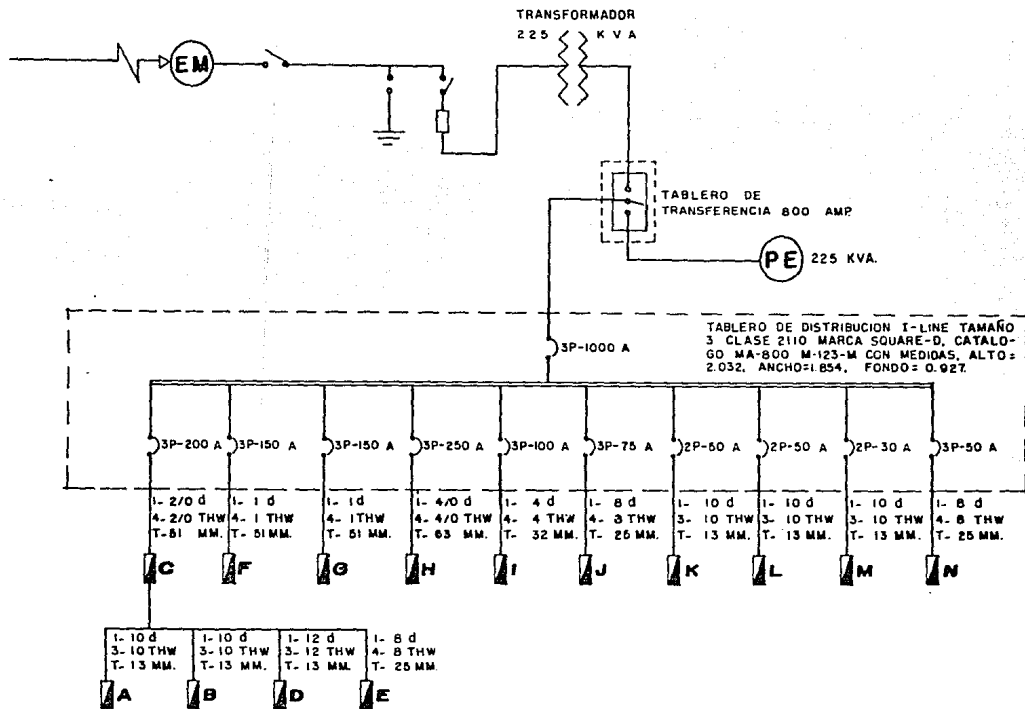 TRANSFORMADOR
225 KVA
EM
TABLERO DE
TRANSFERENCIA 800 AMP.
PE
225 KVA.
TABLERO DE DISTRIBUCION I-LINE TAMAÑO
3 CLASE 2110 MARCA SQUARE-D, CATALO-
GO MA-800 M-123-M CON MEDIDAS, ALTO=
2.032, ANCHO=1.854, FONDO= 0.927.
3P-1000 A
3P-200 A
3P-150 A
3P-150 A
3P-250 A
3P-100 A
3P-75 A
2P-50 A
2P-30 A
3P-50 A
1- 2/0 d
4- 2/0 THW
T-51 MM.
C
1- 1 d
4- 1 THW
T- 51 MM.
F
1- 1d
4- 1THW
T- 51 MM.
G
1- 4/0 d
4- 4/0 THW
T- 63 MM.
H
1- 4 d
4- 4 THW
T- 32 MM.
I
1- 8 d
4- THW
T- 25 MM.
J
1- 10 d
3- 10 THW
T- 13 MM.
K
1- 10 d
3- 10 THW
T- 13 MM.
L
1- 10 d
3- 10 THW
T- 13 MM.
M
1- 8 d
4- 8 THW
T- 25 MM.
N
1- 10 d
3- 10 THW
T- 13 MM.
A
1- 10 d
3- 10 THW
T- 13 MM.
B
1- 12 d
3- 12 THW
T- 13 MM.
D
1- 8 d
4- 8 THW
T- 25 MM.
E